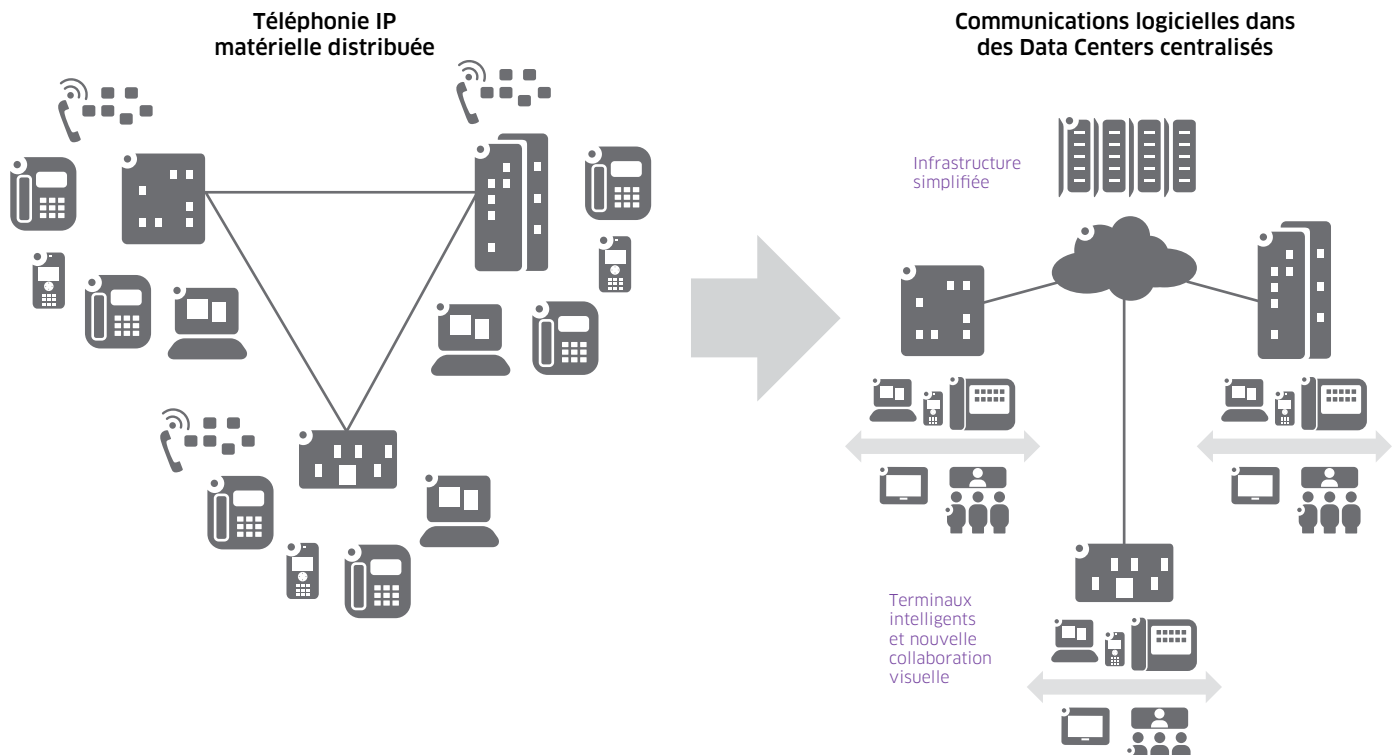 Téléphonie IP
matérielle distribuée
Communications logicielles dans
des Data Centers centralisés
Infrastructure
simplifiée
Terminaux
intelligents
et nouvelle
collaboration
visuelle